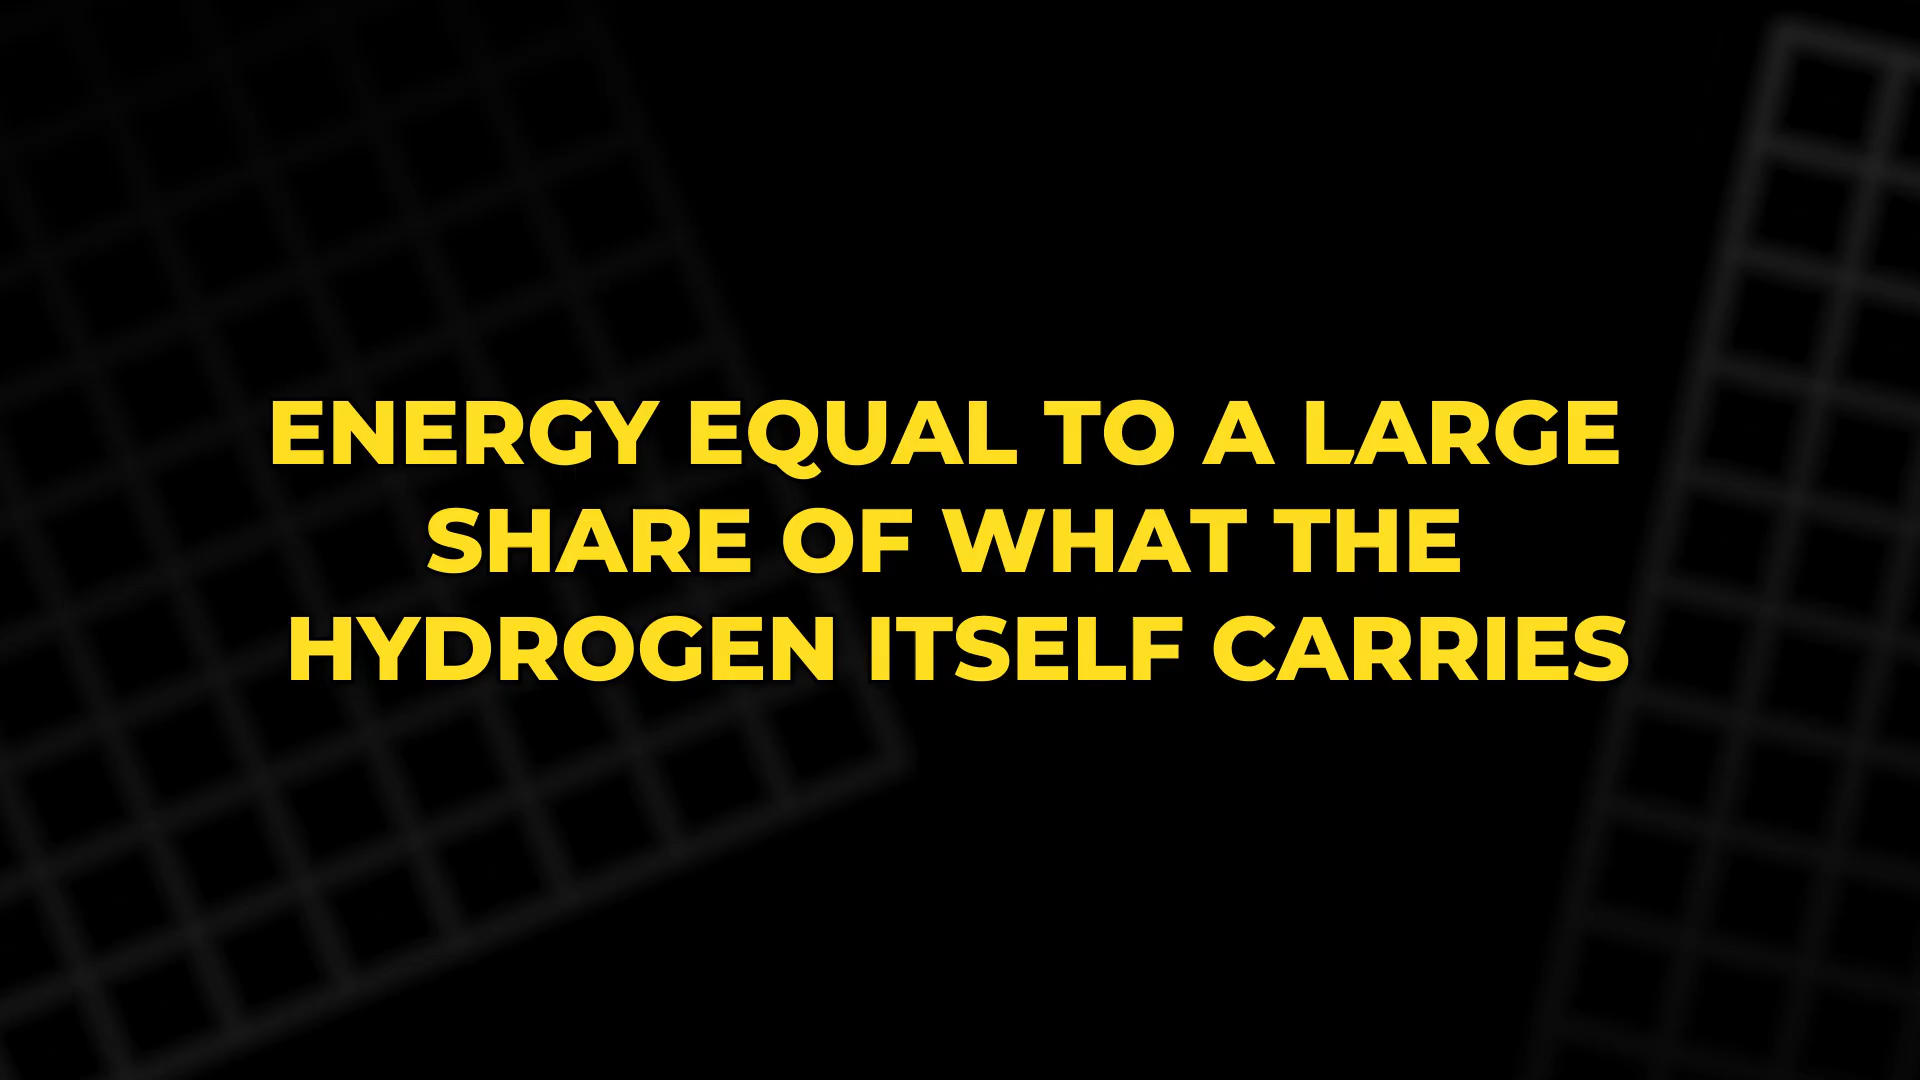 ENERGY EQUAL TO A LARGE
SHARE OF WHAT THE
HYDROGEN ITSELF CARRIES